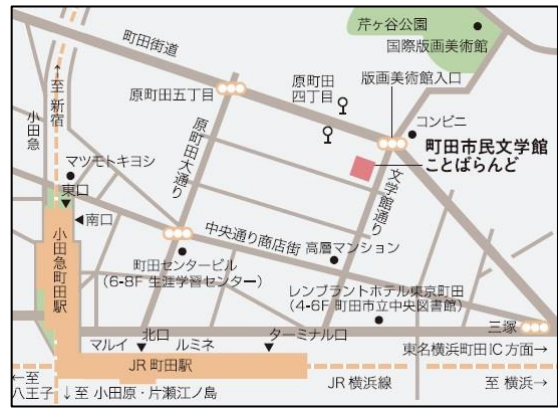 芹ヶ谷公園
国際版画美術館
町田街道
版画美術館入口
原町田
四丁目
原町田五丁目
コンビニ
町田市民文学館
ことばらんど
↑至 新宿
小田急
マツモトキヨシ
東口
南口
原町田大通り
文学館通り
中央通り商店街
高層マンション
小田急町田駅
町田センタービル
(6-8F 生涯学習センター)
レンブラントホテル東京町田
(4-6F 町田市立中央図書館)
三塚
北口
ターミナル口
マルイ
ルミネ
東名横浜町田IC方面→
JR 町田駅
JR 横浜線
至 横浜→
←至
八王子
↓至 小田原・片瀬江ノ島